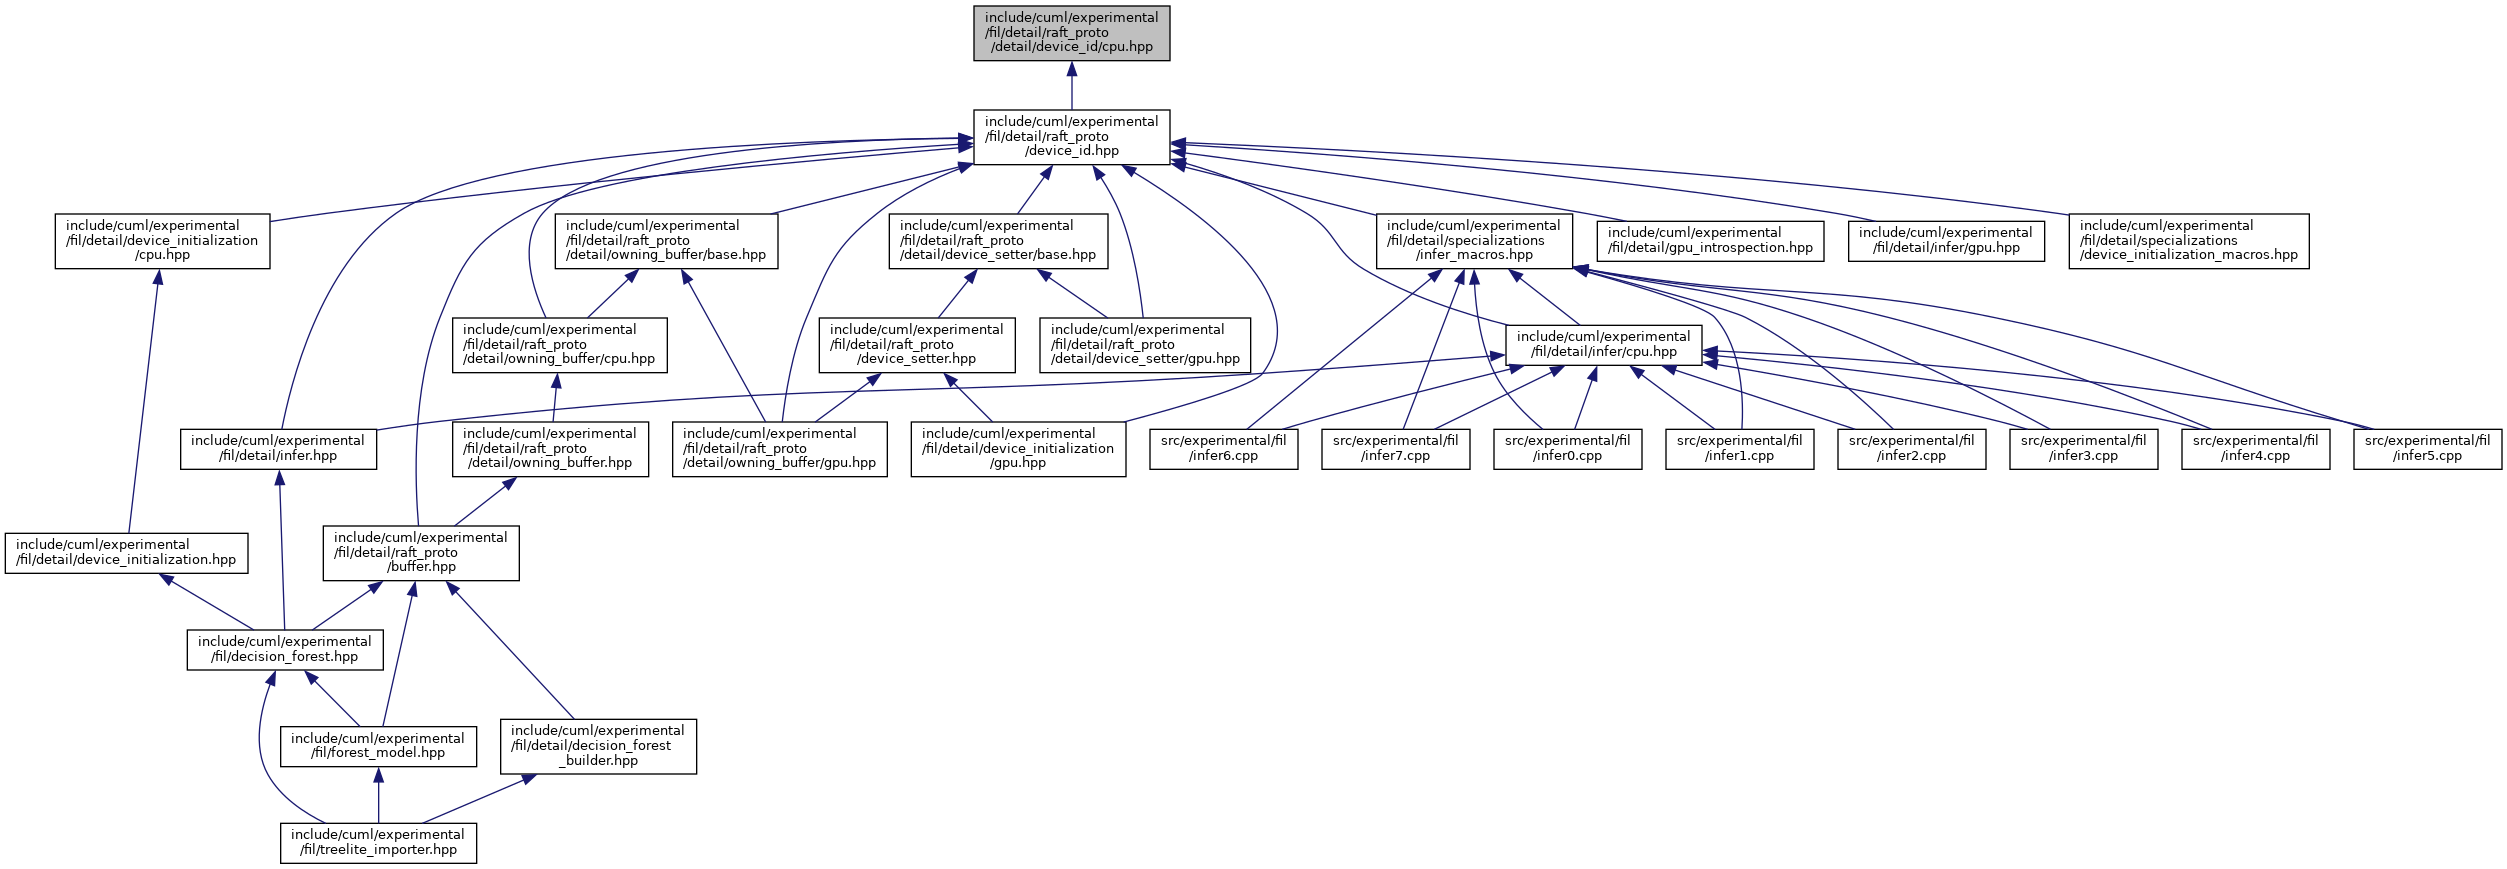 include/cuml/experimental
/fil/detail/raft_proto
/detail/device_id/cpu.hpp
include/cuml/experimental
/fil/detail/raft_proto
/device_id.hpp
include/cuml/experimental
/fil/detail/device_initialization
/cpu.hpp
include/cuml/experimental
/fil/detail/raft_proto
/detail/owning_buffer/base.hpp
include/cuml/experimental
/fil/detail/raft_proto
/detail/device_setter/base.hpp
include/cuml/experimental
/fil/detail/specializations
/infer_macros.hpp
include/cuml/experimental
/fil/detail/gpu_introspection.hpp
include/cuml/experimental
/fil/detail/infer/gpu.hpp
include/cuml/experimental
/fil/detail/specializations
/device_initialization_macros.hpp
include/cuml/experimental
/fil/detail/raft_proto
/detail/owning_buffer/cpu.hpp
include/cuml/experimental
/fil/detail/raft_proto
/device_setter.hpp
include/cuml/experimental
/fil/detail/raft_proto
/detail/device_setter/gpu.hpp
include/cuml/experimental
/fil/detail/infer/cpu.hpp
include/cuml/experimental
/fil/detail/infer.hpp
include/cuml/experimental
/fil/detail/raft_proto
/detail/owning_buffer.hpp
include/cuml/experimental
/fil/detail/raft_proto
/detail/owning_buffer/gpu.hpp
include/cuml/experimental
/fil/detail/device_initialization
/gpu.hpp
src/experimental/fil
/infer6.cpp
src/experimental/fil
/infer7.cpp
src/experimental/fil
/infer0.cpp
src/experimental/fil
/infer1.cpp
src/experimental/fil
/infer2.cpp
src/experimental/fil
/infer3.cpp
src/experimental/fil
/infer4.cpp
src/experimental/fil
/infer5.cpp
include/cuml/experimental
/fil/detail/device_initialization.hpp
include/cuml/experimental
/fil/detail/raft_proto
/buffer.hpp
include/cuml/experimental
/fil/decision_forest.hpp
include/cuml/experimental
/fil/forest_model.hpp
include/cuml/experimental
/fil/detail/decision_forest
_builder.hpp
include/cuml/experimental
/fil/treelite_importer.hpp